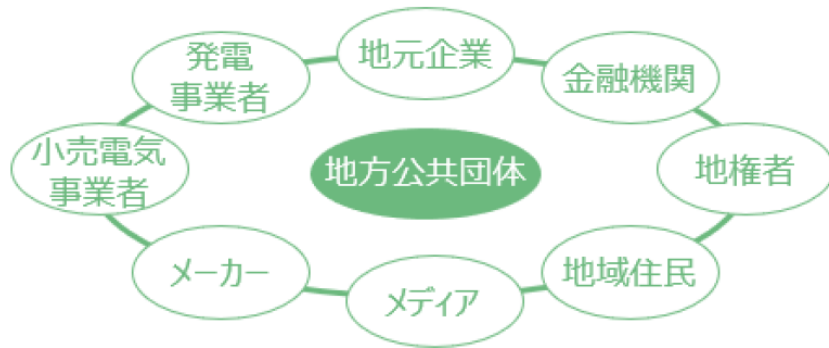 発電
事業者
地元企業
金融機関
小売電気
事業者
地方公共団体
地権者
メーカー
メディア
地域住民